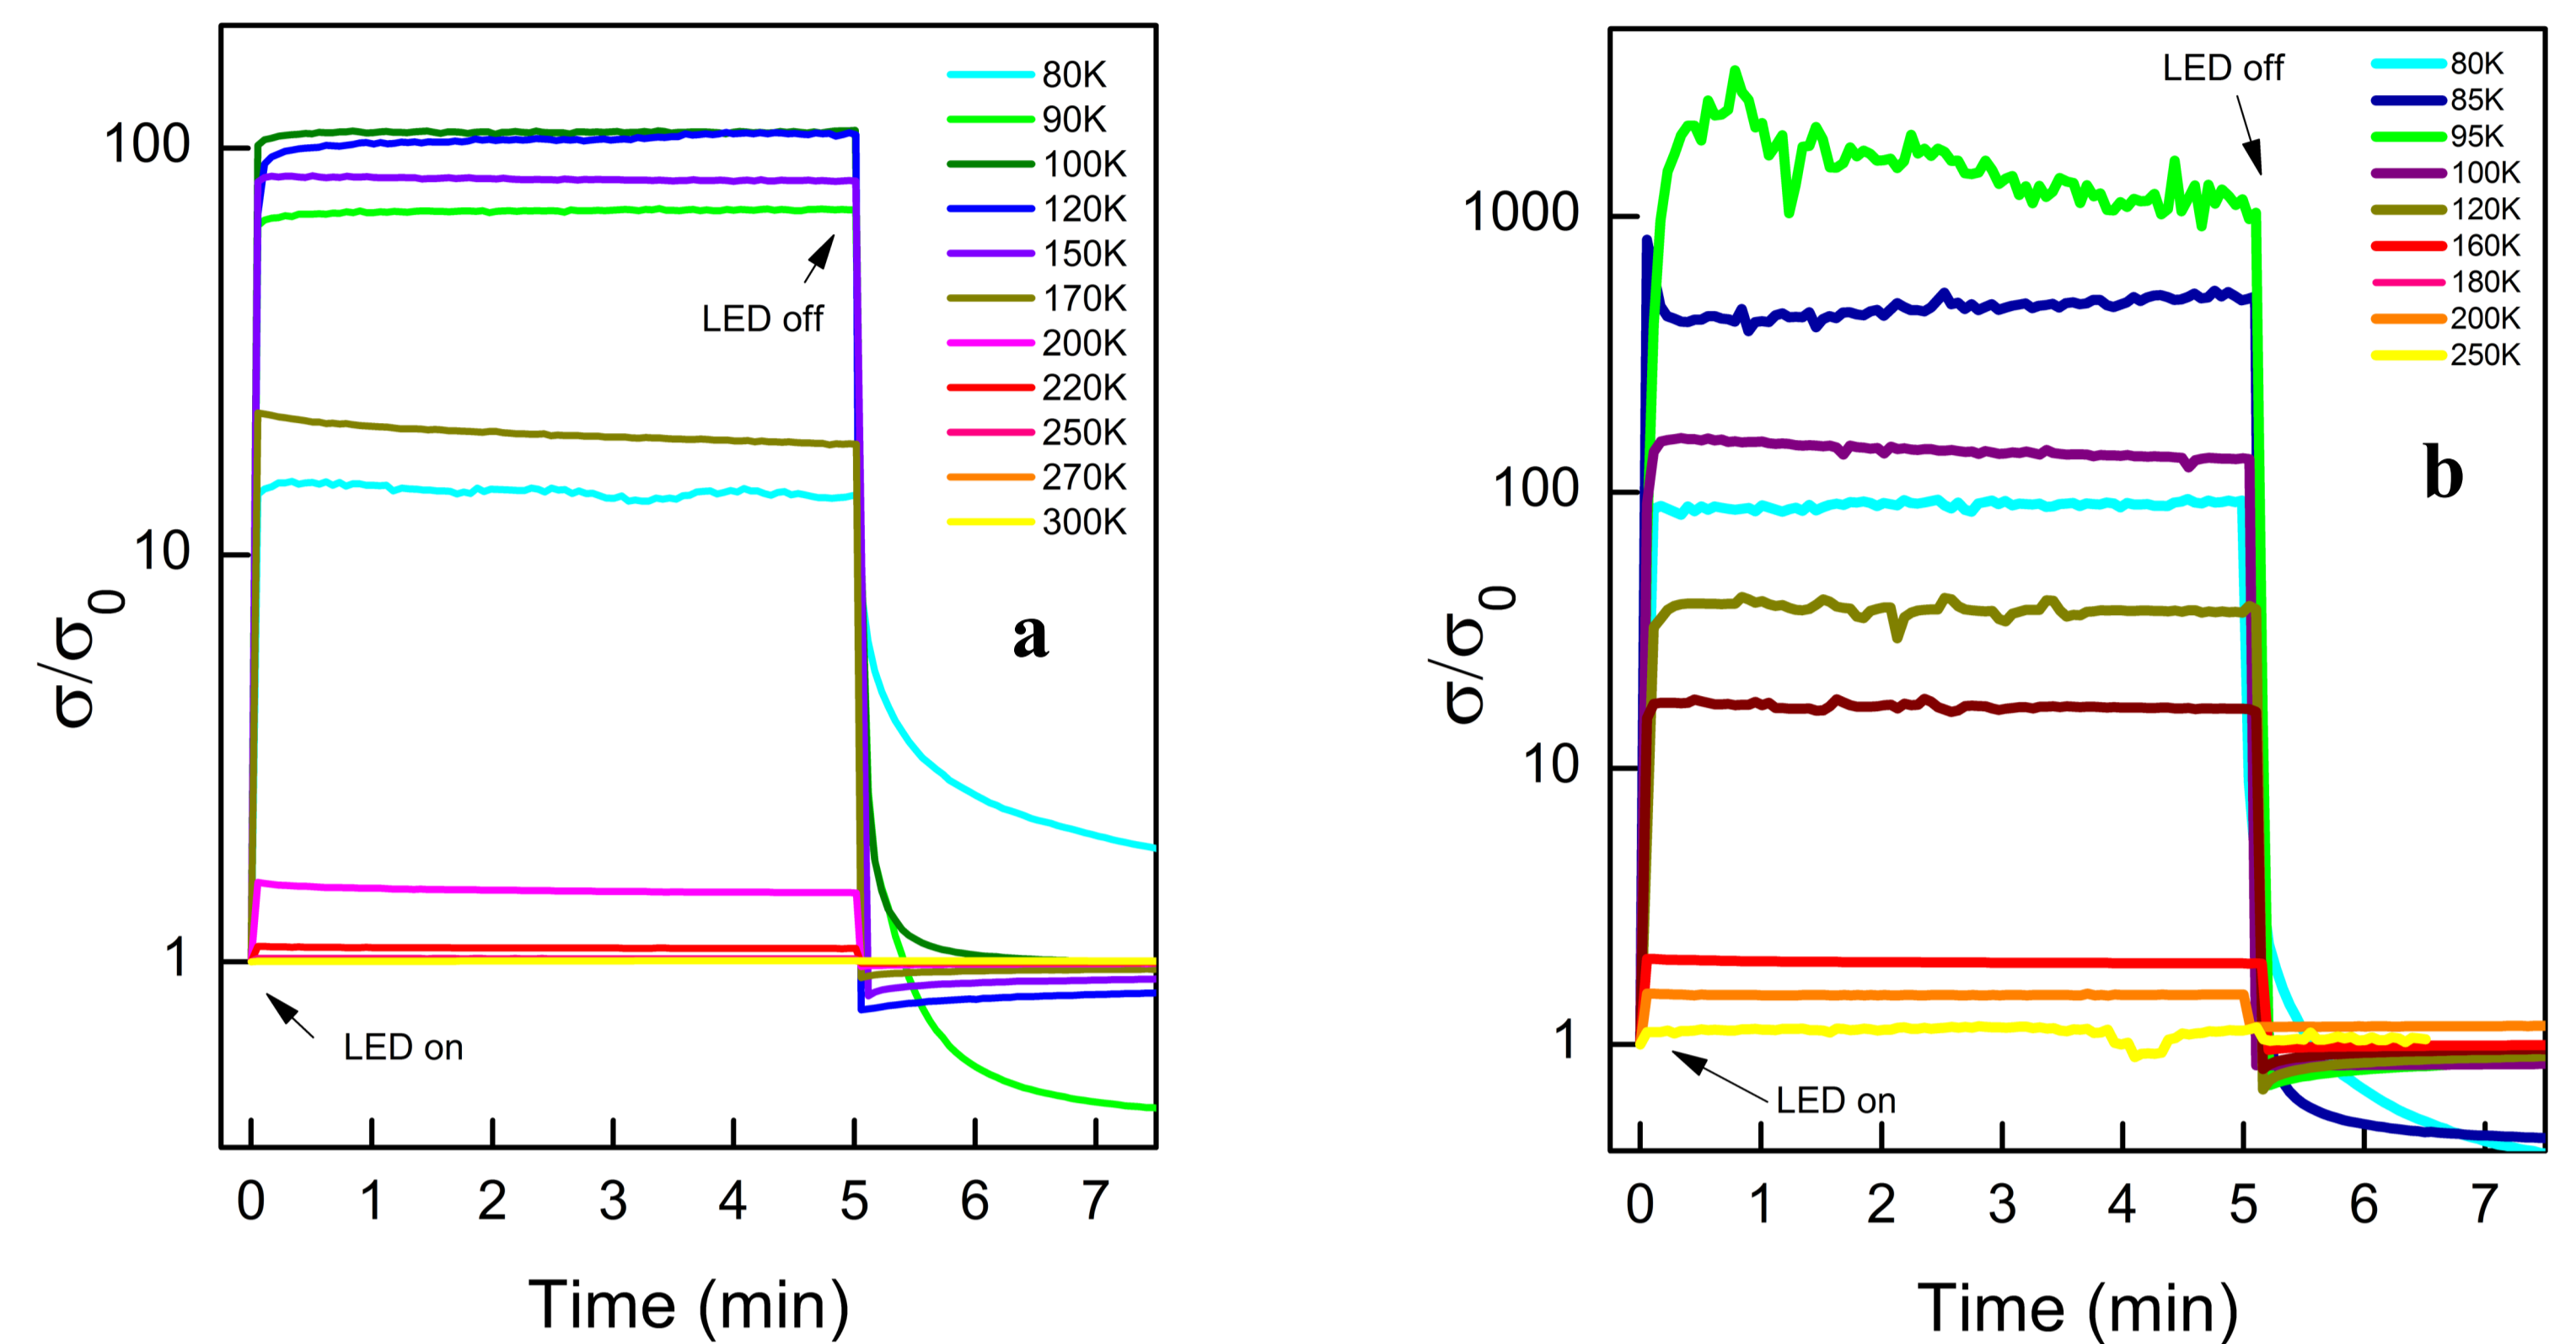 80K
90K
100K
120K
150K
170K
200K
220K
250K
270K
300K
100
10
1
σ/σ0
LED off
a
LED on
0 1 2 3 4 5 6 7
Time (min)
LED off
80K
85K
95K
100K
120K
160K
180K
200K
250K
1000
100
10
1
σ/σ0
b
LED on
0 1 2 3 4 5 6 7
Time (min)